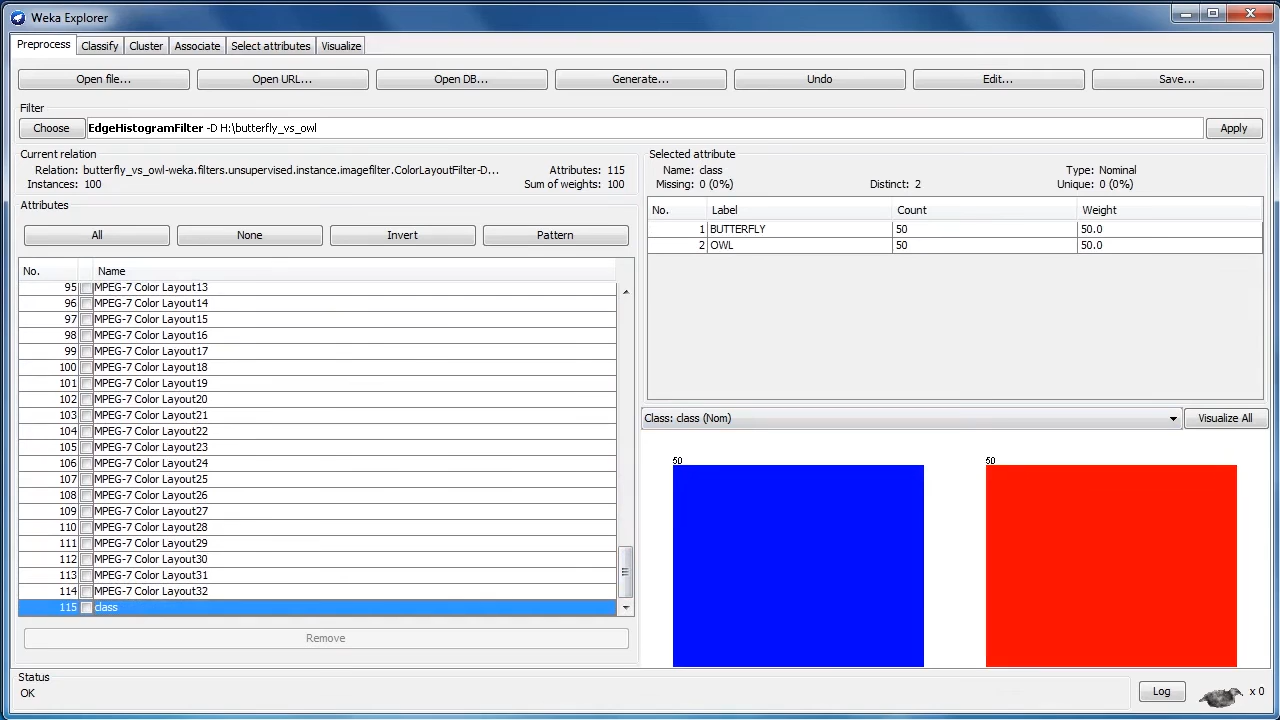 Weka Explorer
Preprocess Classify Cluster Associate Select attributes Visualize
Open file... Open URL... Open DB... Generate... Undo Edit... Save...
Filter
Choose EdgeHistogramFilter -D H:\butterfly_vs_owl Apply
Current relation
Relation: butterfly_vs_owl-weka.filters.unsupervised.instance.imagefilter.ColorLayoutFilter-D... Attributes: 115
Instances: 100 Sum of weights: 100
Attributes
All None Invert Pattern
No. Name
95 MPEG-7 Color Layout13
96 MPEG-7 Color Layout14
97 MPEG-7 Color Layout15
98 MPEG-7 Color Layout16
99 MPEG-7 Color Layout17
100 MPEG-7 Color Layout18
101 MPEG-7 Color Layout19
102 MPEG-7 Color Layout20
103 MPEG-7 Color Layout21
104 MPEG-7 Color Layout22
105 MPEG-7 Color Layout23
106 MPEG-7 Color Layout24
107 MPEG-7 Color Layout25
108 MPEG-7 Color Layout26
109 MPEG-7 Color Layout27
110 MPEG-7 Color Layout28
111 MPEG-7 Color Layout29
112 MPEG-7 Color Layout30
113 MPEG-7 Color Layout31
114 MPEG-7 Color Layout32
115 class
Remove
Selected attribute
Name: class Type: Nominal
Missing: 0 (0%) Distinct: 2 Unique: 0 (0%)
No. Label Count Weight
1 BUTTERFLY 50 50.0
2 OWL 50 50.0
Class: class (Nom) Visualize All
50 50
Status
OK Log x 0